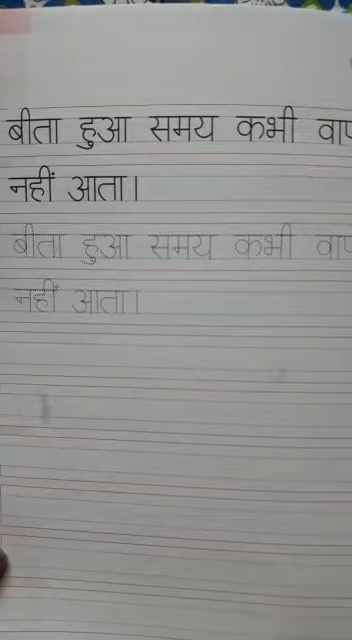 बीता हुआ समय कभी
नहीं आता।
बीता हुआ समय कभी
नहीं आता।